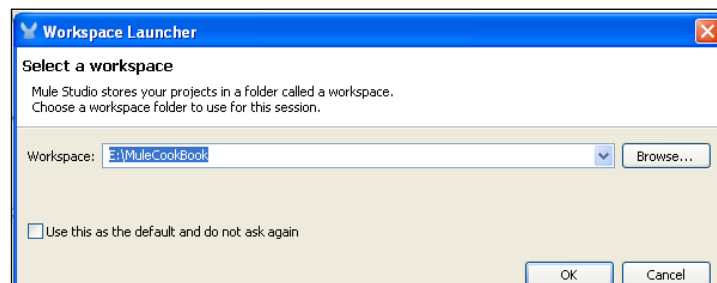 Workspace Launcher
Select a workspace
Mule Studio stores your projects in a folder called a workspace.
Choose a workspace folder to use for this session.
Workspace: E:\MuleCookBook Browse...
Use this as the default and do not ask again
OK Cancel